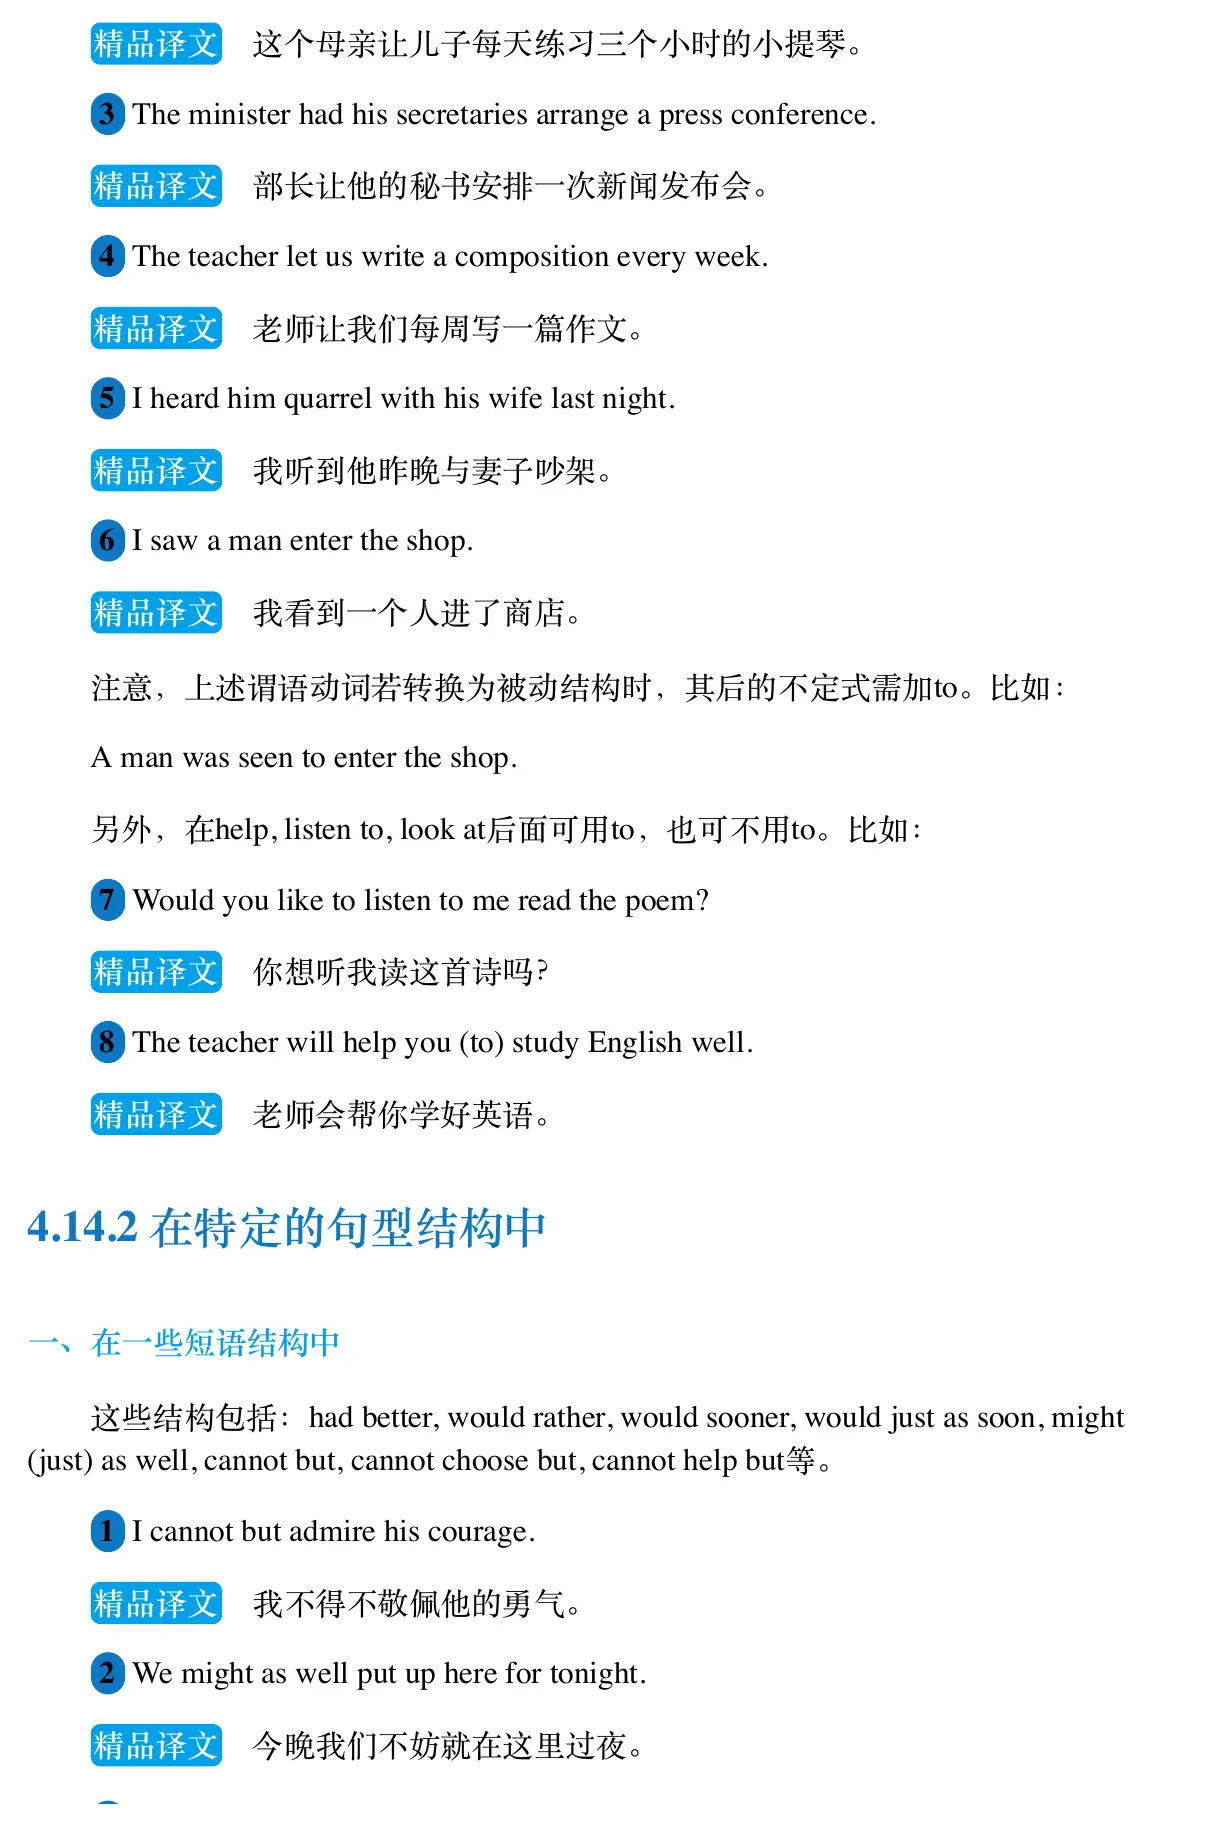 精品译文 这个母亲让儿子每天练习三个小时的小提琴。
3 The minister had his secretaries arrange a press conference.
精品译文 部长让他的秘书安排一次新闻发布会。
4 The teacher let us write a composition every week.
精品译文 老师让我们每周写一篇作文。
5 I heard him quarrel with his wife last night.
精品译文 我听到他昨晚与妻子吵架。
6 I saw a man enter the shop.
精品译文 我看到一个人进了商店。
注意，上述谓语动词若转换为被动结构时，其后的不定式需加to。比如：
A man was seen to enter the shop.
另外，在help, listen to, look at后面可用to，也可不用to。比如：
7 Would you like to listen to me read the poem?
精品译文 你想听我读这首诗吗？
8 The teacher will help you (to) study English well.
精品译文 老师会帮你学好英语。
4.14.2 在特定的句型结构中
一、在一些短语结构中
这些结构包括：had better, would rather, would sooner, would just as soon, might
(just) as well, cannot but, cannot choose but, cannot help but等。
1 I cannot but admire his courage.
精品译文 我不得不敬佩他的勇气。
2 We might as well put up here for tonight.
精品译文 今晚我们不妨就在这里过夜。